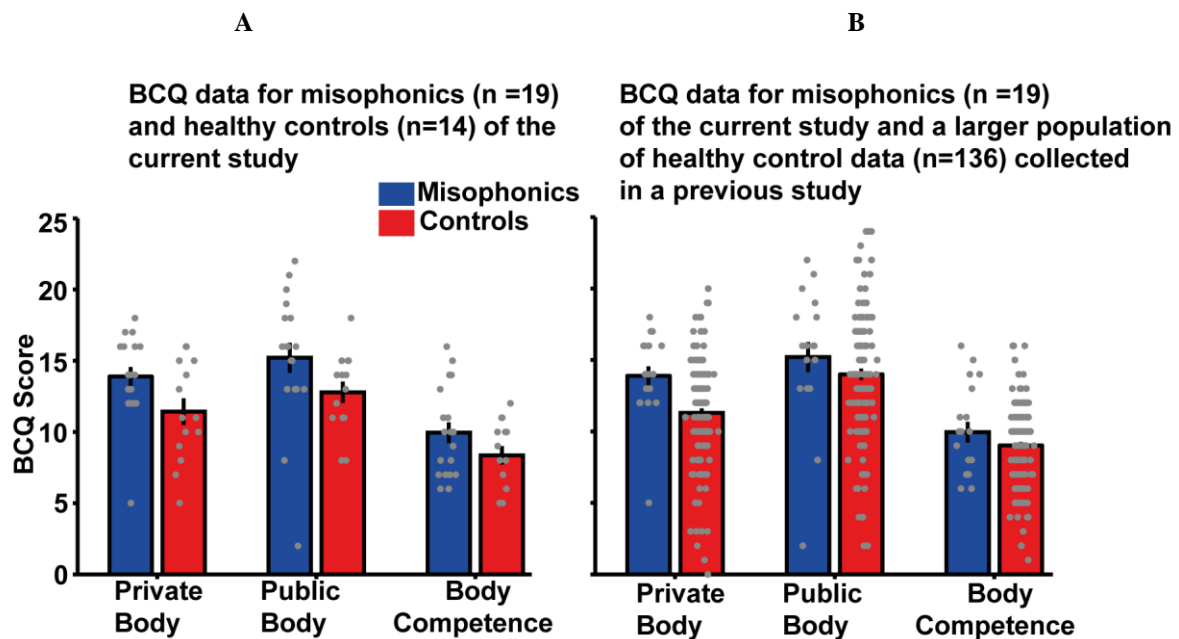 A
B
BCQ data for misophonics (n =19)
and healthy controls (n=14) of the
current study
BCQ data for misophonics (n =19)
of the current study and a larger population
of healthy control data (n=136) collected
in a previous study
Misophonics
Controls
BCQ Score
25
20
15
10
5
0
Private
Body
Public
Body
Body
Competence
Private
Body
Public
Body
Body
Competence